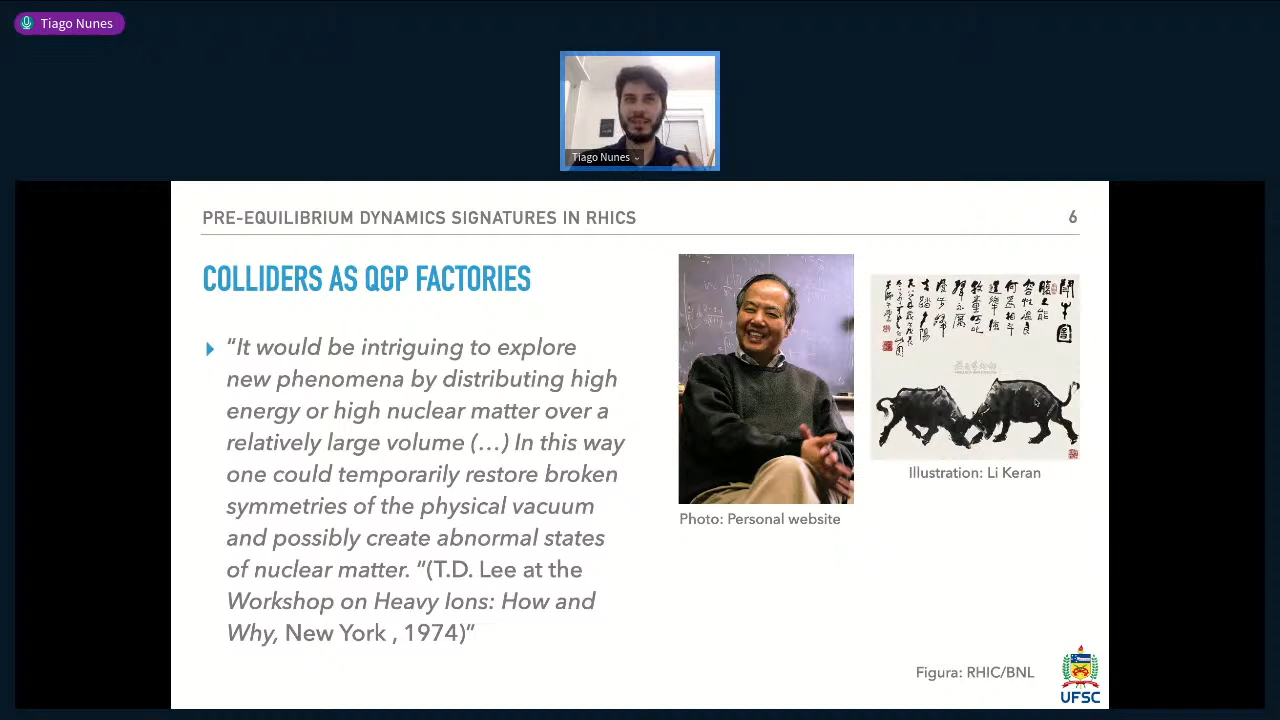 Tiago Nunes
Tiago Nunes
PRE-EQUILIBRIUM DYNAMICS SIGNATURES IN RHICS
6
COLLIDERS AS QGP FACTORIES
“It would be intriguing to explore
new phenomena by distributing high
energy or high nuclear matter over a
relatively large volume (…) In this way
one could temporarily restore broken
symmetries of the physical vacuum
and possibly create abnormal states
of nuclear matter. “(T.D. Lee at the
Workshop on Heavy Ions: How and
Why, New York , 1974)”
Photo: Personal website
Illustration: Li Keran
Figura: RHIC/BNL
UFSC